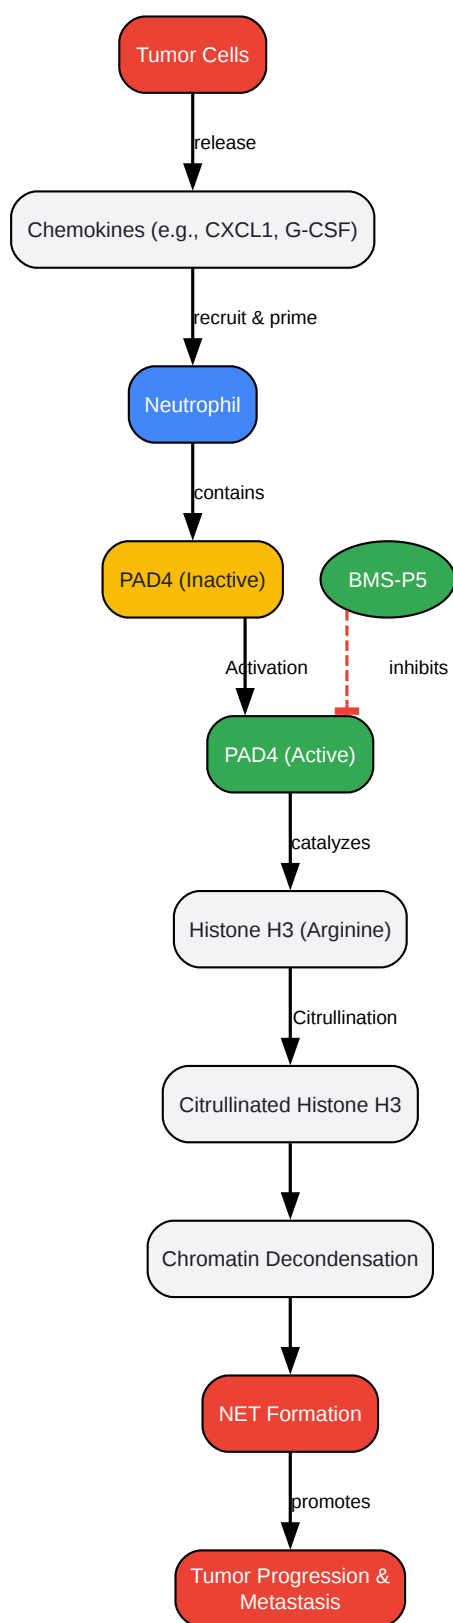 Tumor Cells
release
Chemokines (e.g., CXCL1, G-CSF)
recruit & prime
Neutrophil
contains
PAD4 (Inactive)
BMS-P5
Activation
inhibits
PAD4 (Active)
catalyzes
Histone H3 (Arginine)
Citrullination
Citrullinated Histone H3
Chromatin Decondensation
NET Formation
promotes
Tumor Progression &
Metastasis